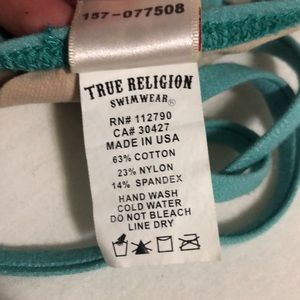 157-077508
TRUE RELIGION
SWIMWEAR®
RN# 112790
CA# 30427
MADE IN USA
63% COTTON
23% NYLON
14% SPANDEX
HAND WASH
COLD WATER
DO NOT BLEACH
LINE DRY